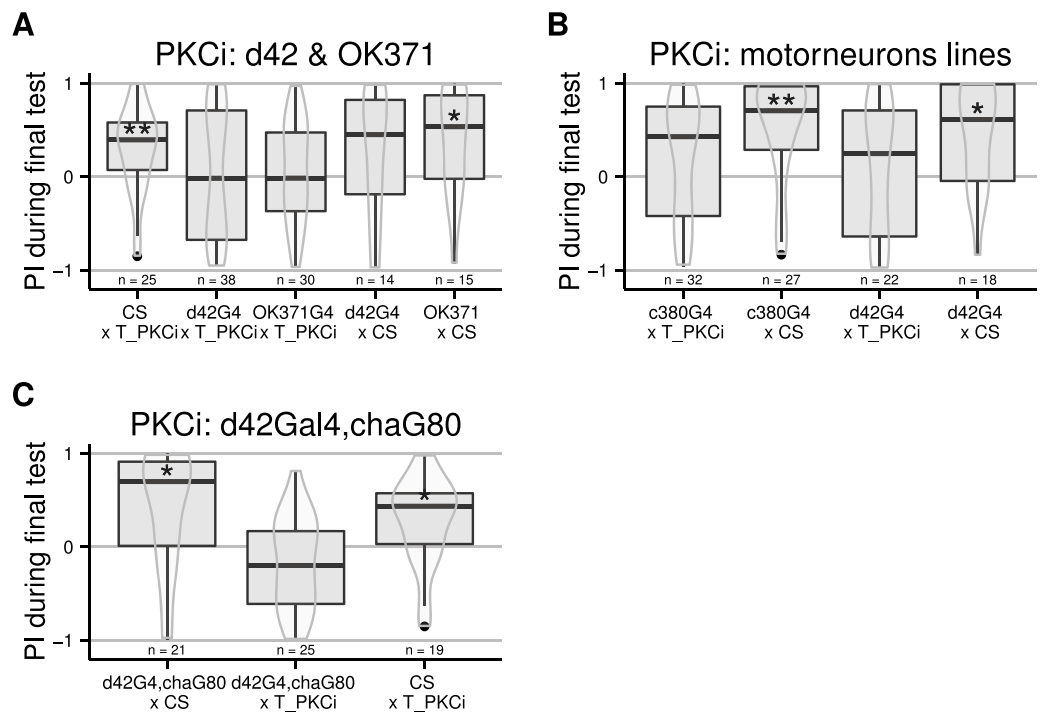 A
PKCi: d42 & OK371
PI during final test
1
0
−1
**
*
n = 25
n = 38
n = 30
n = 14
n = 15
CS
x T_PKCi
d42G4
x T_PKCi
OK371G4
x T_PKCi
d42G4
x CS
OK371
x CS
B
PKCi: motorneurons lines
PI during final test
1
0
−1
**
*
n = 32
n = 27
n = 22
n = 18
c380G4
x T_PKCi
c380G4
x CS
d42G4
x T_PKCi
d42G4
x CS
C
PKCi: d42Gal4,chaG80
PI during final test
1
0
−1
*
*
n = 21
n = 25
n = 19
d42G4,chaG80
x CS
d42G4,chaG80
x T_PKCi
CS
x T_PKCi